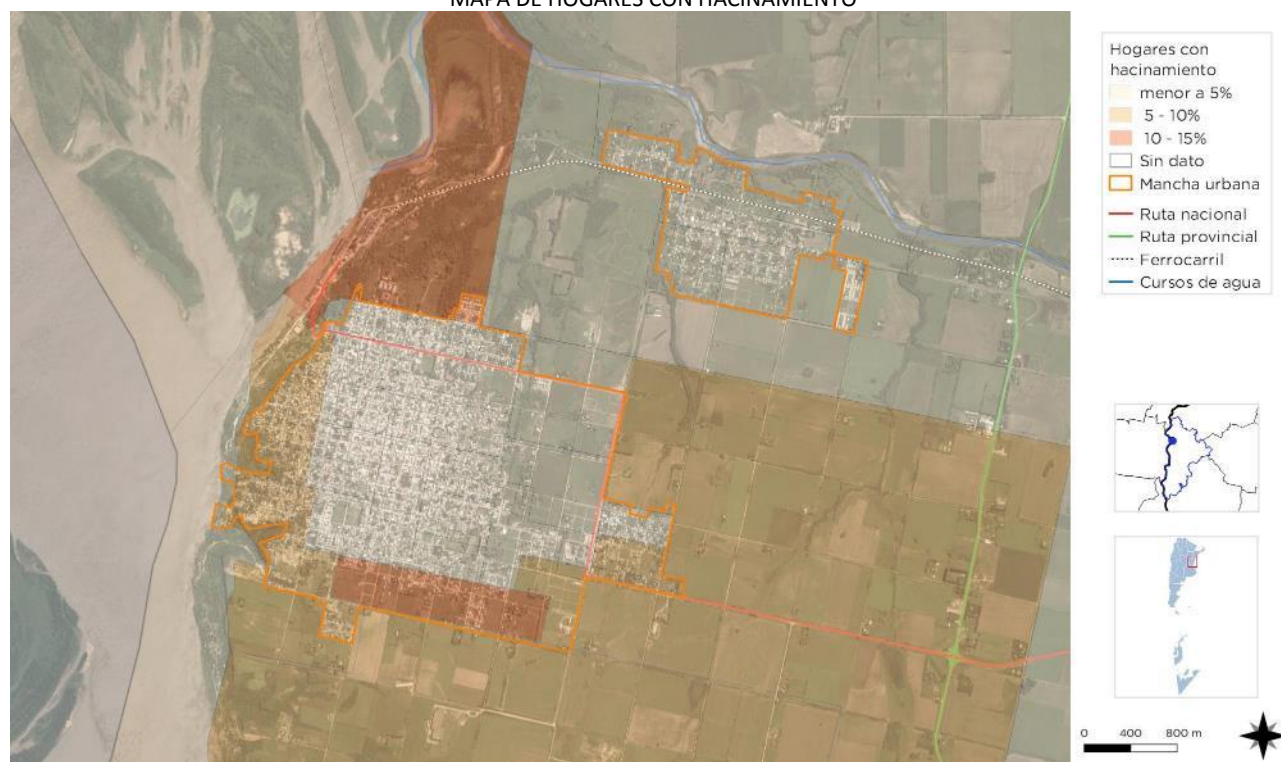 MAPA DE HOGARES CON HACINAMIENTO
Hogares con
hacinamiento
menor a 5%
5 - 10%
10 - 15%
Sin dato
Mancha urbana
Ruta nacional
Ruta provincial
Ferrocarril
Cursos de agua
0 400 800 m